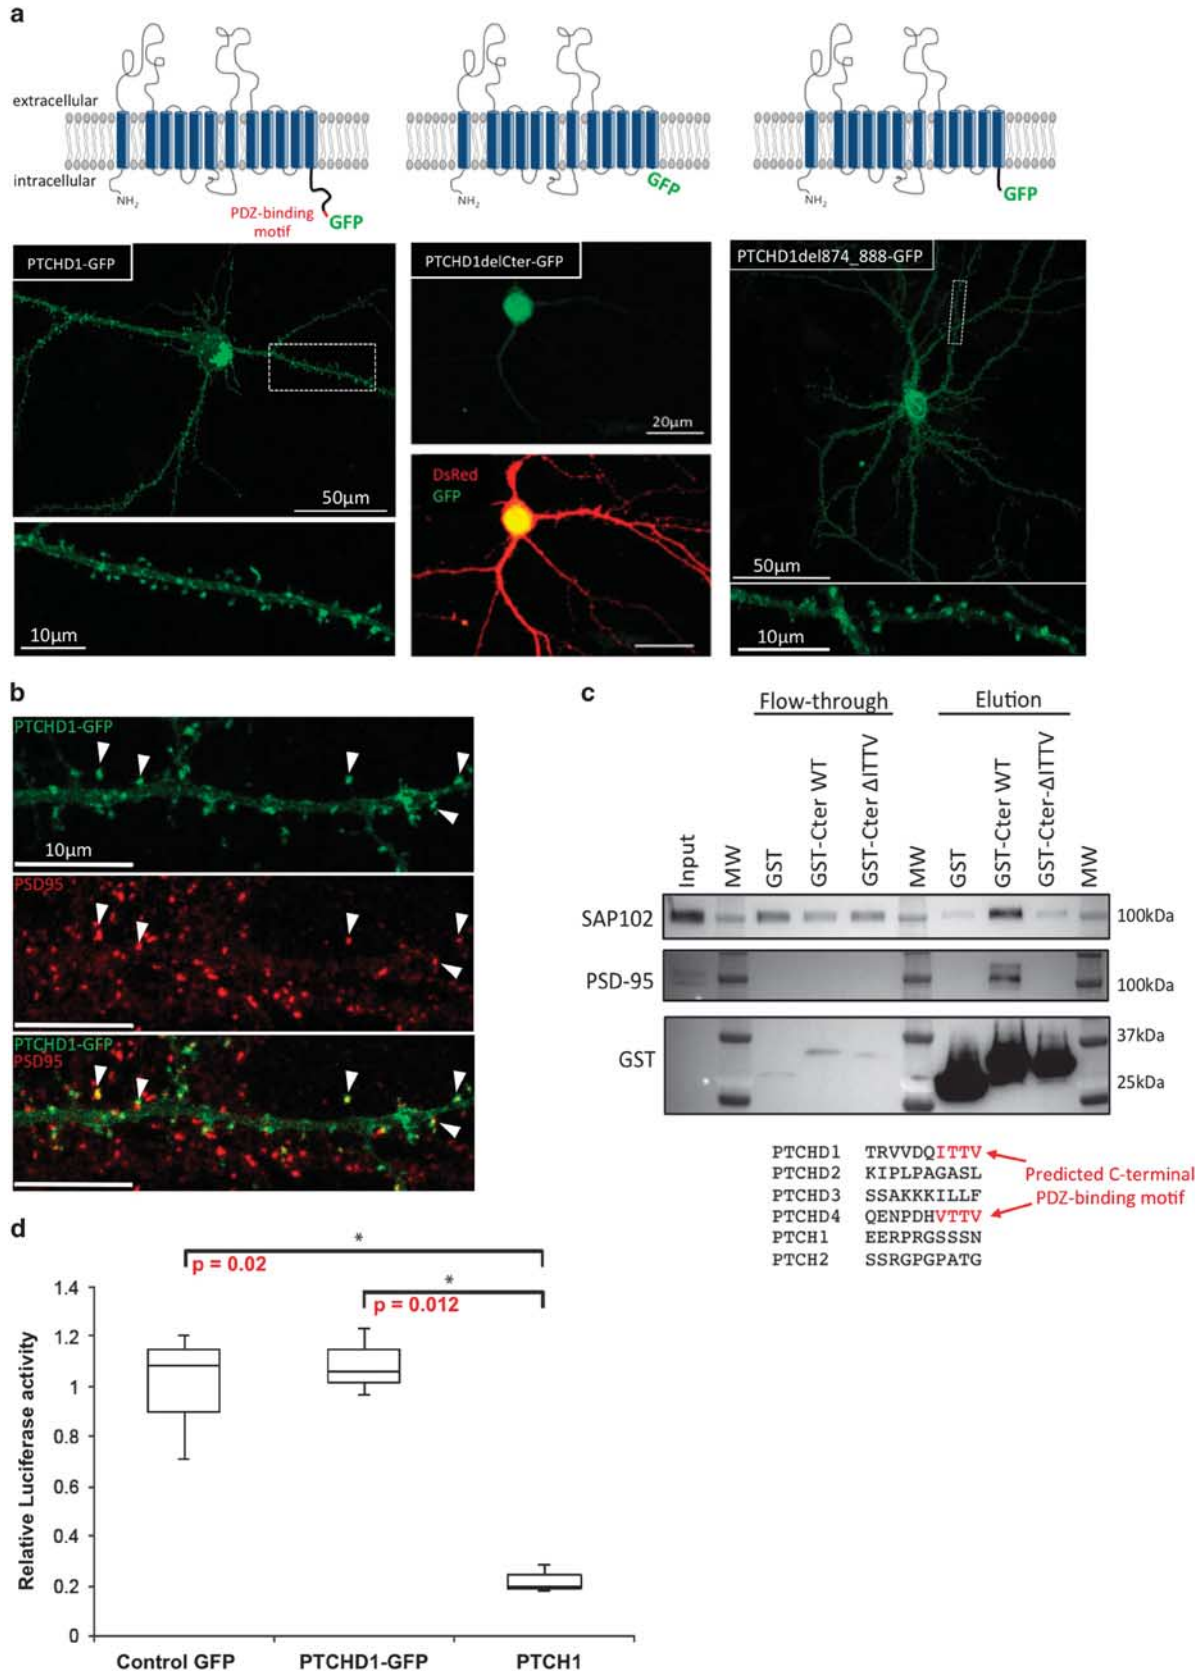 a
extracellular
intracellular
NH2
PDZ-binding
motif
GFP
NH2
GFP
NH2
GFP
PTCHD1-GFP
50μm
10μm
PTCHD1delCter-GFP
20μm
DsRed
GFP
PTCHD1del874_888-GFP
50μm
10μm
b
PTCHD1-GFP
10μm
PSD95
PTCHD1-GFP
PSD95
c
Flow-through
Elution
Input
MW
GST
GST-Cter WT
GST-Cter ΔITTV
MW
GST
GST-Cter WT
GST-Cter-ΔITTV
MW
SAP102
100kDa
PSD-95
100kDa
GST
37kDa
25kDa
PTCHD1 TRVVDQITTV
PTCHD2 KIPLPAGASL
PTCHD3 SSAKKKILLF
PTCHD4 QENPDHVTTV
PTCH1 EERPRGSSSN
PTCH2 SSRGPGPATG
Predicted C-terminal
PDZ-binding motif
d
*
p = 0.02
*
p = 0.012
Relative Luciferase activity
1.4
1.2
1
0.8
0.6
0.4
0.2
0
Control GFP
PTCHD1-GFP
PTCH1